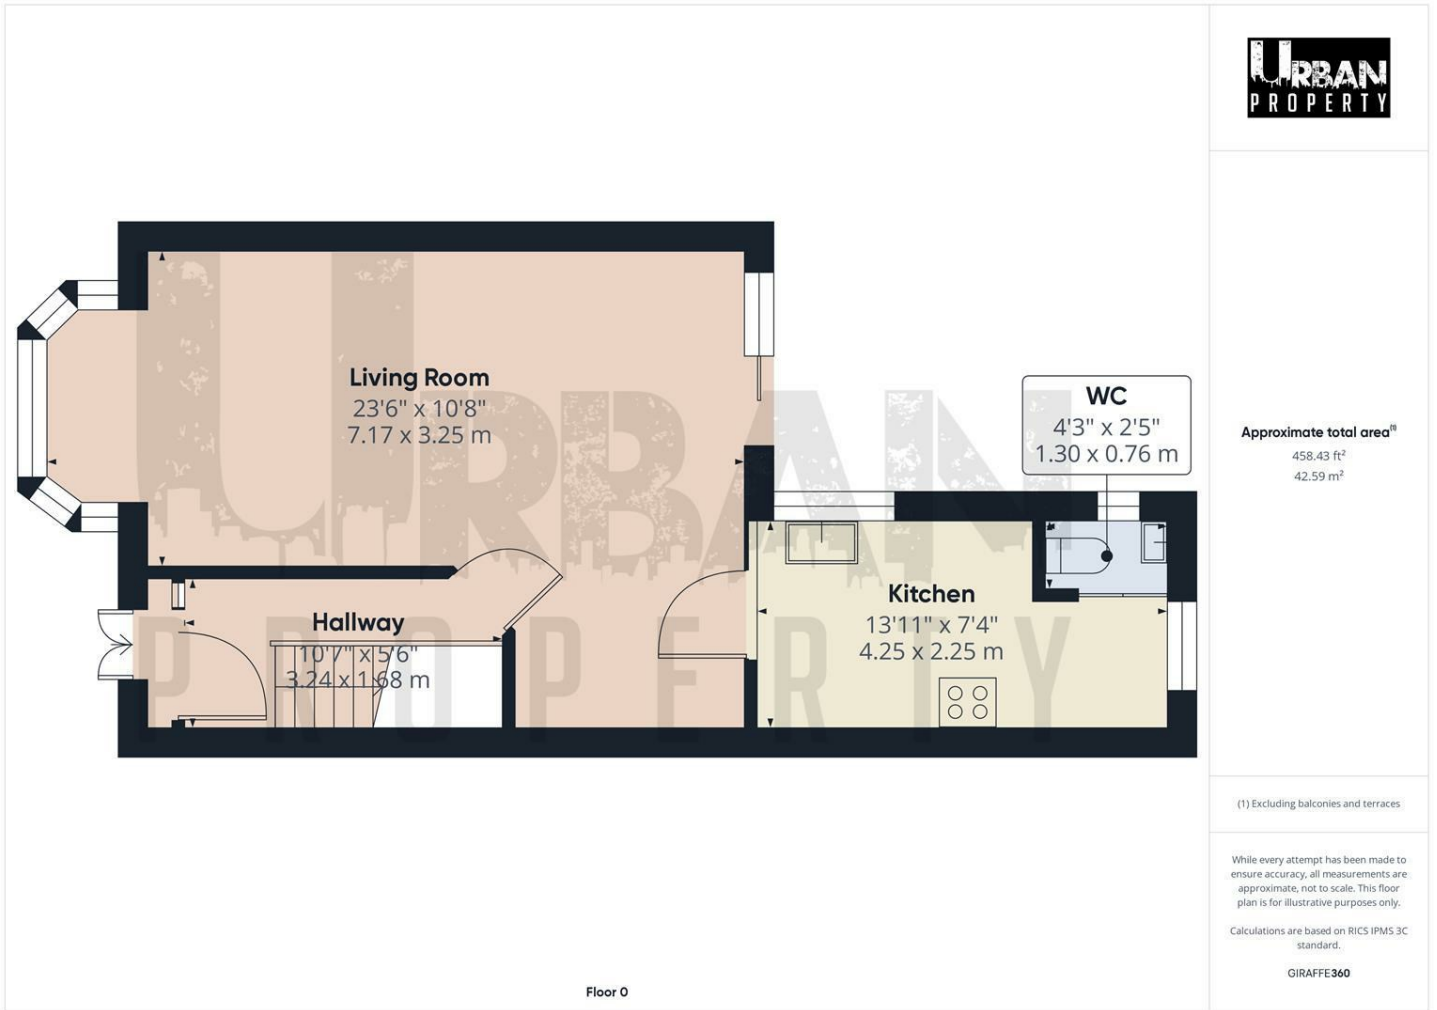 URBAN
PROPERTY
Living Room
23'6" x 10'8"
7.17 x 3.25 m
WC
4'3" x 2'5"
1.30 x 0.76 m
Hallway
10'7" x 5'6"
3.24 x 1.68 m
Kitchen
13'11" x 7'4"
4.25 x 2.25 m
URBAN
PROPERTY
Floor 0
Approximate total area(1)
458.43 ft²
42.59 m²
(1) Excluding balconies and terraces
While every attempt has been made to
ensure accuracy, all measurements are
approximate, not to scale. This floor
plan is for illustrative purposes only.
Calculations are based on RICS IPMS 3C
standard.
GIRAFFE360